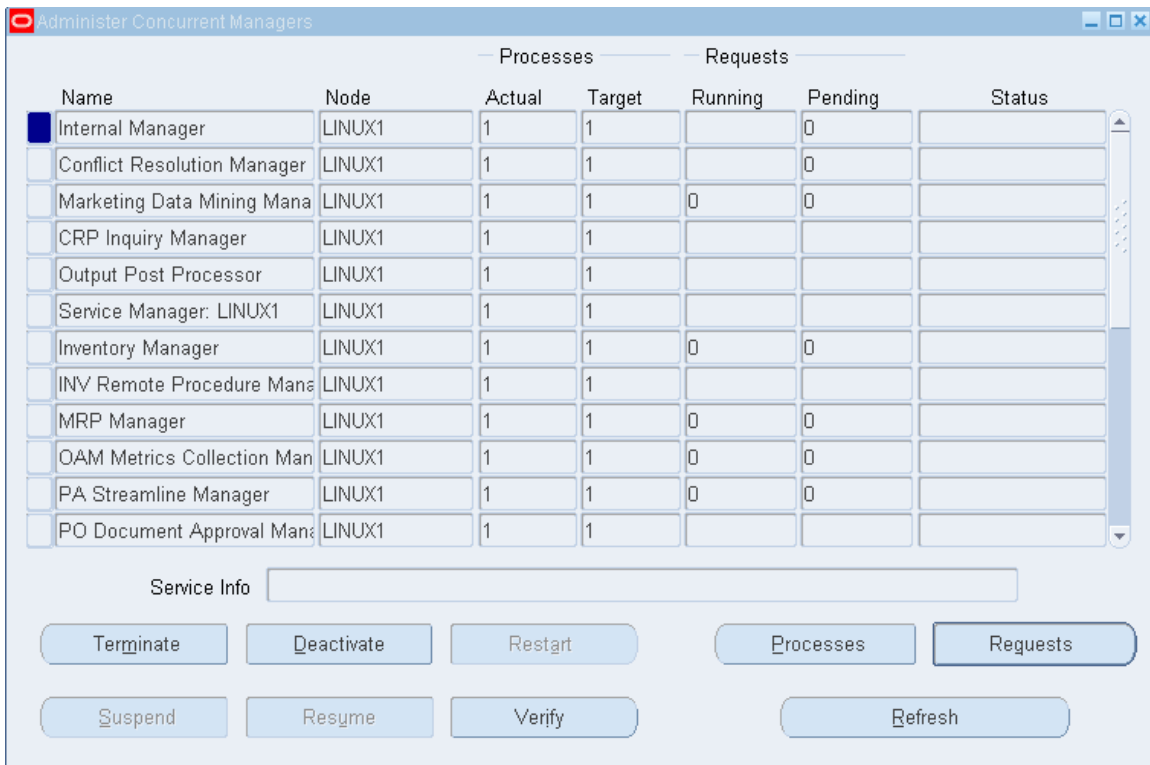 Administer Concurrent Managers
Processes Requests
Name Node Actual Target Running Pending Status
Internal Manager LINUX1 1 1 0
Conflict Resolution Manager LINUX1 1 1 0
Marketing Data Mining Mana LINUX1 1 1 0 0
CRP Inquiry Manager LINUX1 1 1
Output Post Processor LINUX1 1 1
Service Manager: LINUX1 LINUX1 1 1
Inventory Manager LINUX1 1 1 0 0
INV Remote Procedure Mana LINUX1 1 1
MRP Manager LINUX1 1 1 0 0
OAM Metrics Collection Man LINUX1 1 1 0 0
PA Streamline Manager LINUX1 1 1 0 0
PO Document Approval Mana LINUX1 1 1
Service Info
Terminate Deactivate Restart Processes Requests
Suspend Resume Verify Refresh